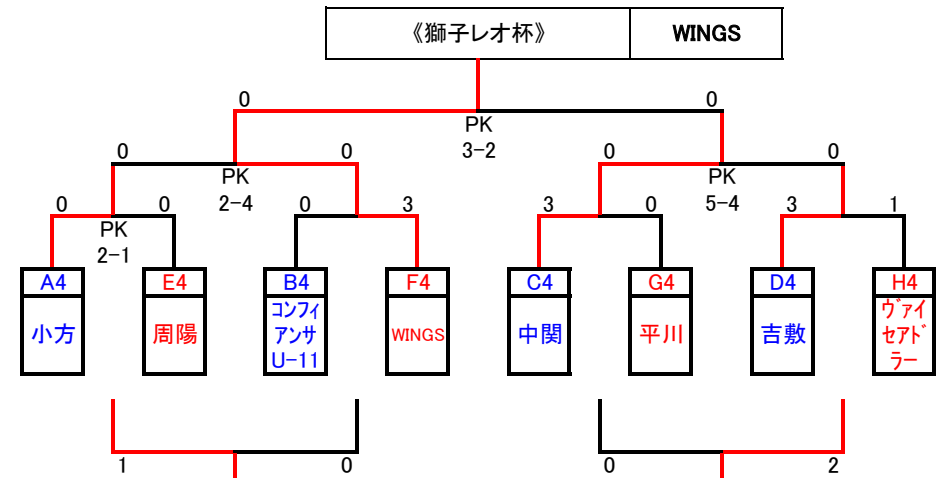 《獅子レオ杯》 WINGS
0 0
PK
3-2
0 0 0 0
PK PK
2-4 5-4
0 0 0 3 3 0 3 1
PK
2-1
A4 E4 B4 F4 C4 G4 D4 H4
小方
周陽
コンフィ
アンサ
U-11
WINGS
中関
平川
吉敷
ヴァイ
セアド
ラー
1 0 0 2